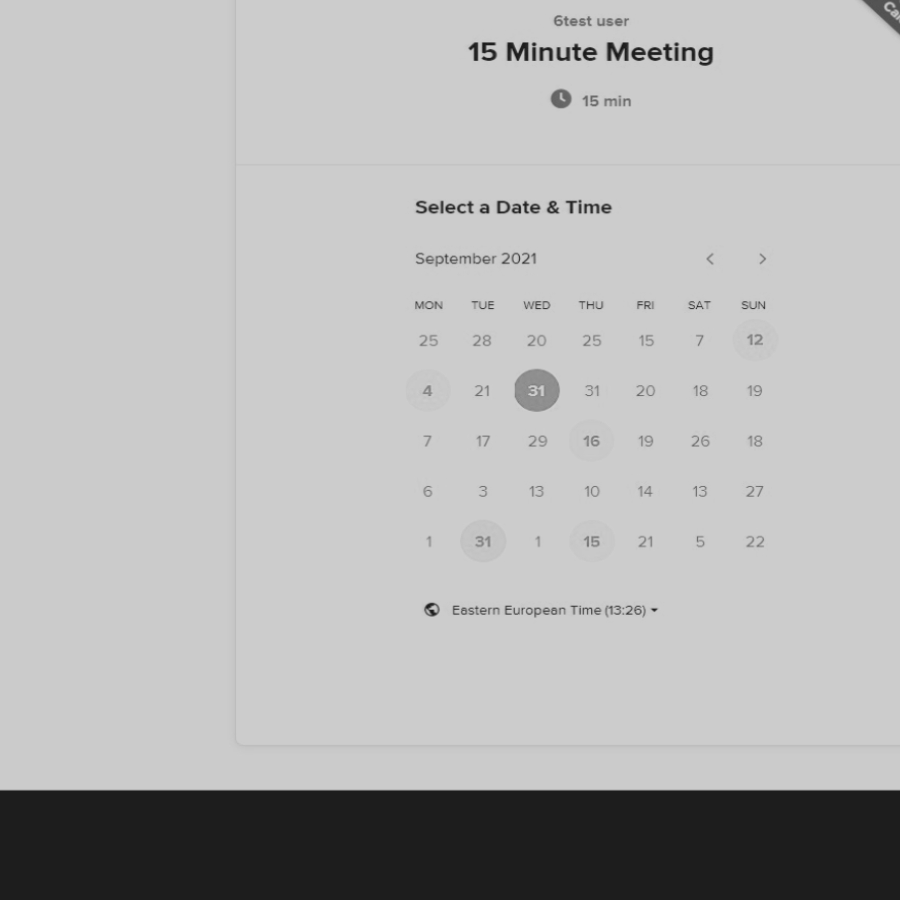 6test user
15 Minute Meeting
15 min
Select a Date & Time
September 2021
MON TUE WED THU FRI SAT SUN
25 28 20 25 15 7 12
4 21 31 31 20 18 19
7 17 29 16 19 26 18
6 3 13 10 14 13 27
1 31 1 15 21 5 22
Eastern European Time (13:26)